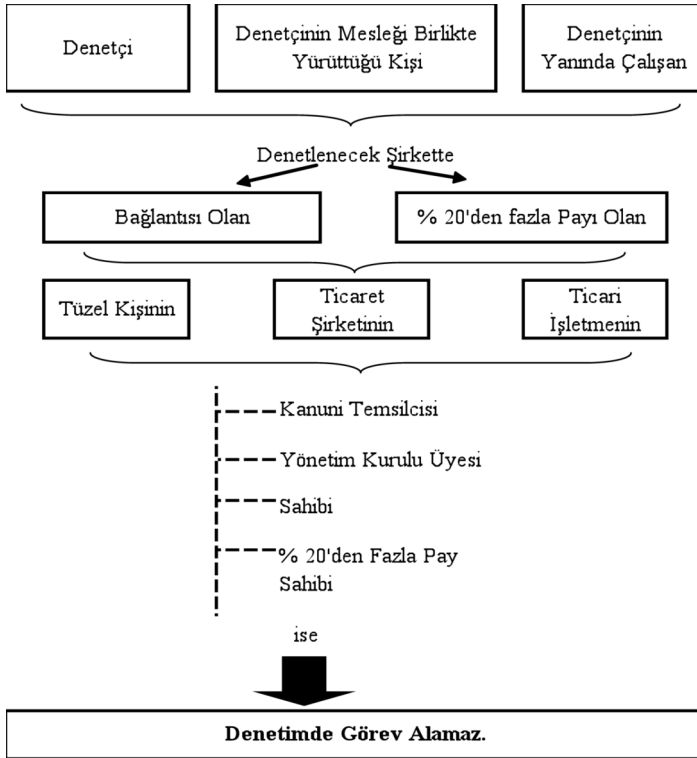 Denetçi
Denetçinin Mesleği Birlikte
Yürüttüğü Kişi
Denetçinin
Yanında Çalışan
Denetlenecek Şirkette
Bağlantısı Olan
% 20'den fazla Payı Olan
Tüzel Kişinin
Ticaret
Şirketinin
Ticari
İşletmenin
Kanuni Temsilcisi
Yönetim Kurulu Üyesi
Sahibi
% 20'den Fazla Pay
Sahibi
ise
Denetimde Görev Alamaz.